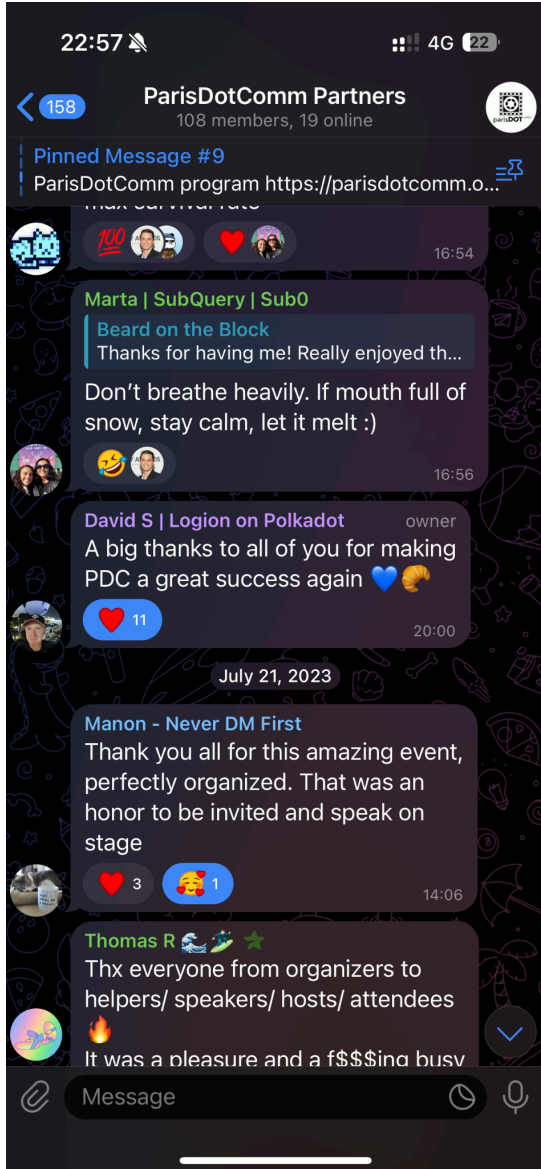 22:57
4G 22
158
ParisDotComm Partners
108 members, 19 online
parisDOT
Pinned Message #9
ParisDotComm program https://parisdotcomm.o...
max survival rate
💯 ❤️
16:54
Marta | SubQuery | Sub0
Beard on the Block
Thanks for having me! Really enjoyed th...
Don’t breathe heavily. If mouth full of
snow, stay calm, let it melt :)
🤣
16:56
David S | Logion on Polkadot owner
A big thanks to all of you for making
PDC a great success again 💙🥐
❤️ 11
20:00
July 21, 2023
Manon - Never DM First
Thank you all for this amazing event,
perfectly organized. That was an
honor to be invited and speak on
stage
❤️ 3 🥰 1
14:06
Thomas R 🌊🏄
Thx everyone from organizers to
helpers/ speakers/ hosts/ attendees
🔥
It was a pleasure and a f$$$ing busy
Message